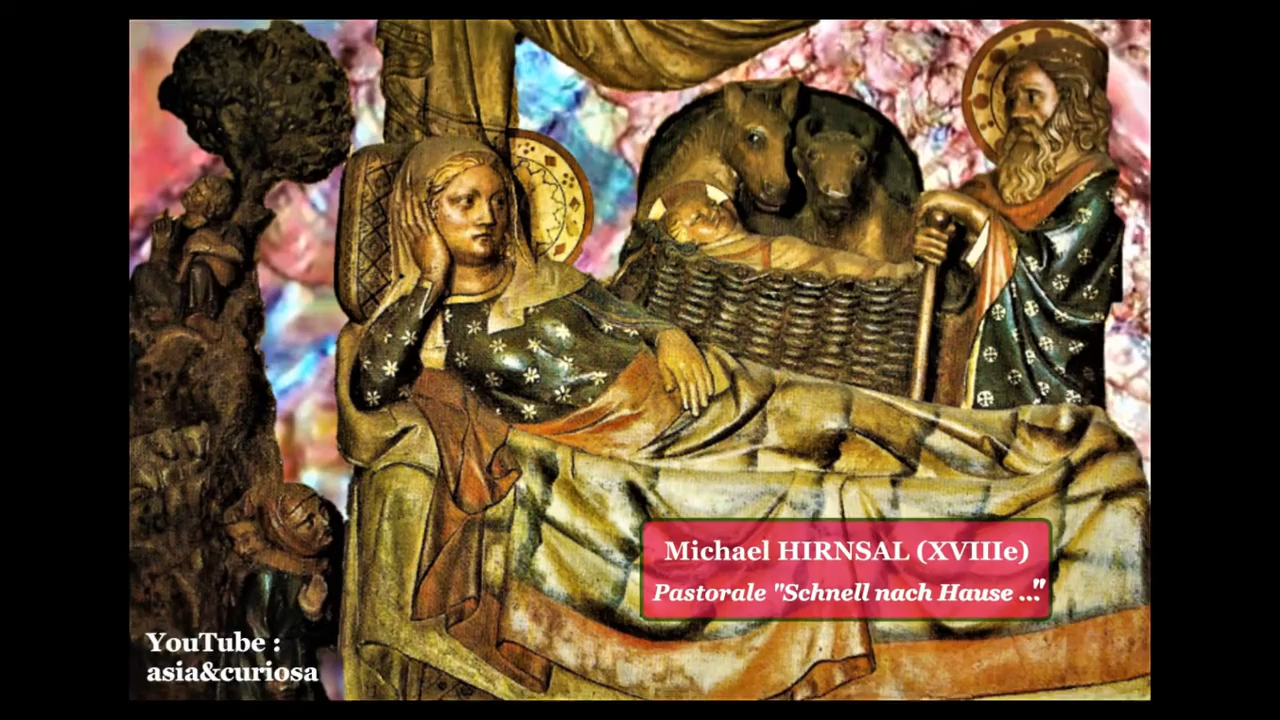 Michael HIRNSAL (XVIIIe)
Pastorale "Schnell nach Hause ..."
YouTube :
asia&curiosa